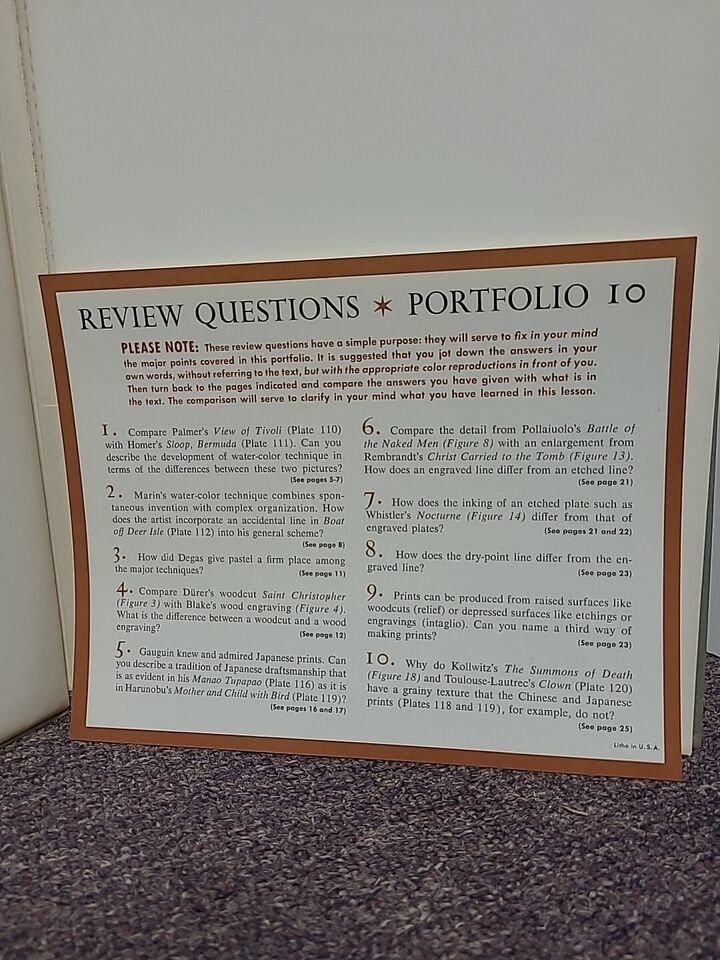 REVIEW QUESTIONS ✶ PORTFOLIO 10
PLEASE NOTE: These review questions have a simple purpose: they will serve to fix in your mind
the major points covered in this portfolio. It is suggested that you jot down the answers in your
own words, without referring to the text, but with the appropriate color reproductions in front of you.
Then turn back to the pages indicated and compare the answers you have given with what is in
the text. The comparison will serve to clarify in your mind what you have learned in this lesson.
1. Compare Palmer's View of Tivoli (Plate 110)
with Homer's Sloop, Bermuda (Plate 111). Can you
describe the development of water-color technique in
terms of the differences between these two pictures?
(See pages 5-7)
2. Marin's water-color technique combines spon-
taneous invention with complex organization. How
does the artist incorporate an accidental line in Boat
off Deer Isle (Plate 112) into his general scheme?
(See page 8)
3. How did Degas give pastel a firm place among
the major techniques?
(See page 11)
4. Compare Dürer's woodcut Saint Christopher
(Figure 3) with Blake's wood engraving (Figure 4).
What is the difference between a woodcut and a wood
engraving?
(See page 12)
5. Gauguin knew and admired Japanese prints. Can
you describe a tradition of Japanese draftsmanship that
is as evident in his Manao Tupapao (Plate 116) as it is
in Harunobu's Mother and Child with Bird (Plate 119)?
(See pages 16 and 17)
6. Compare the detail from Pollaiuolo's Battle of
the Naked Men (Figure 8) with an enlargement from
Rembrandt's Christ Carried to the Tomb (Figure 13).
How does an engraved line differ from an etched line?
(See page 21)
7. How does the inking of an etched plate such as
Whistler's Nocturne (Figure 14) differ from that of
engraved plates? (See pages 21 and 22)
8. How does the dry-point line differ from the en-
graved line? (See page 23)
9. Prints can be produced from raised surfaces like
woodcuts (relief) or depressed surfaces like etchings or
engravings (intaglio). Can you name a third way of
making prints? (See page 23)
10. Why do Kollwitz's The Summons of Death
(Figure 18) and Toulouse-Lautrec's Clown (Plate 120)
have a grainy texture that the Chinese and Japanese
prints (Plates 118 and 119), for example, do not?
(See page 25)
Litho in U.S.A.